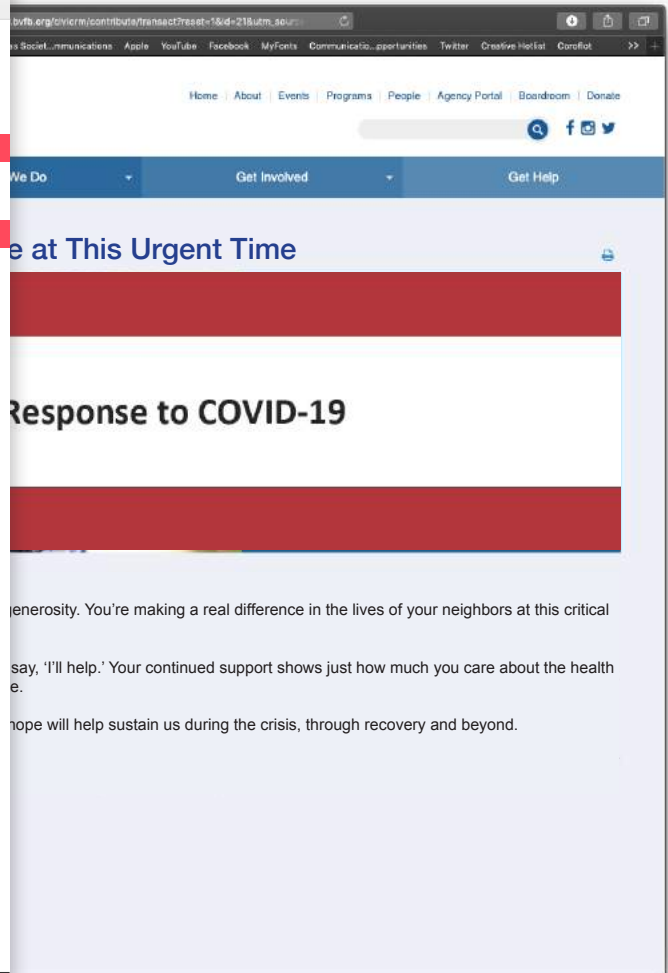 .bvfb.org/civicrm/contribute/transact?reset=1&id=21&utm_sourc
s Societ...mmunications Apple YouTube Facebook MyFonts Communicatio...pportunities Twitter Creative Hotlist Coroflot >> +
Home | About | Events | Programs | People | Agency Portal | Boardroom | Donate
We Do Get Involved Get Help
e at This Urgent Time
Response to COVID-19
generosity. You’re making a real difference in the lives of your neighbors at this critical
say, ‘I’ll help.’ Your continued support shows just how much you care about the health
e.
hope will help sustain us during the crisis, through recovery and beyond.